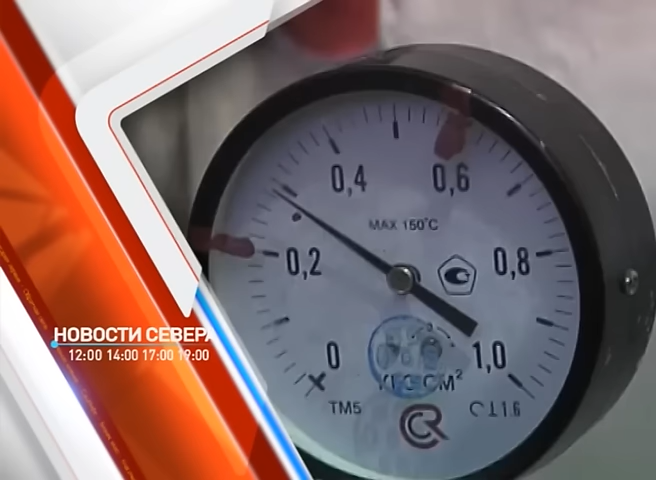 0,4 0,6
MAX 150°C
0,2 0,8
НОВОСТИ СЕВЕРА
12:00 14:00 17:00 19:00
0 1,0
КГС/СМ²
ТМ5
1.6